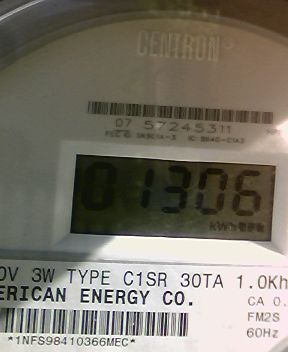 CENTRON®
07 57245311
01306
KWh
0V 3W TYPE C1SR 30TA 1.0Kh
ERICAN ENERGY CO.
CA 0.
FM2S
60Hz
*1NFS98410366MEC*